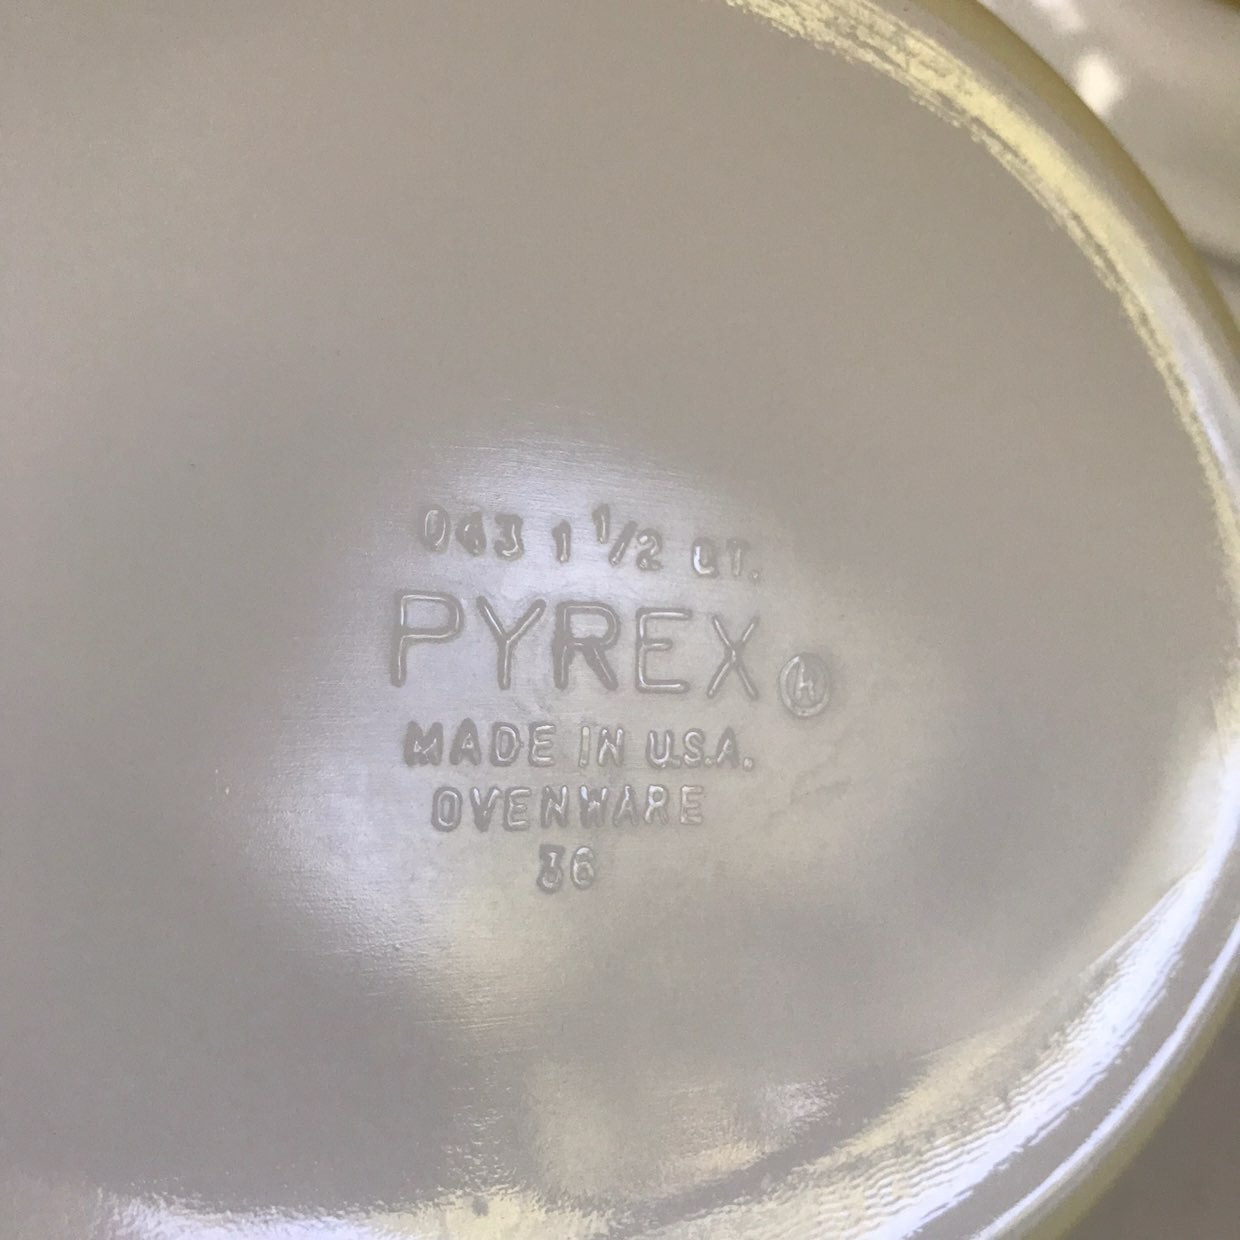 043 1 1/2 QT.
PYREX ®
MADE IN U.S.A.
OVENWARE
36